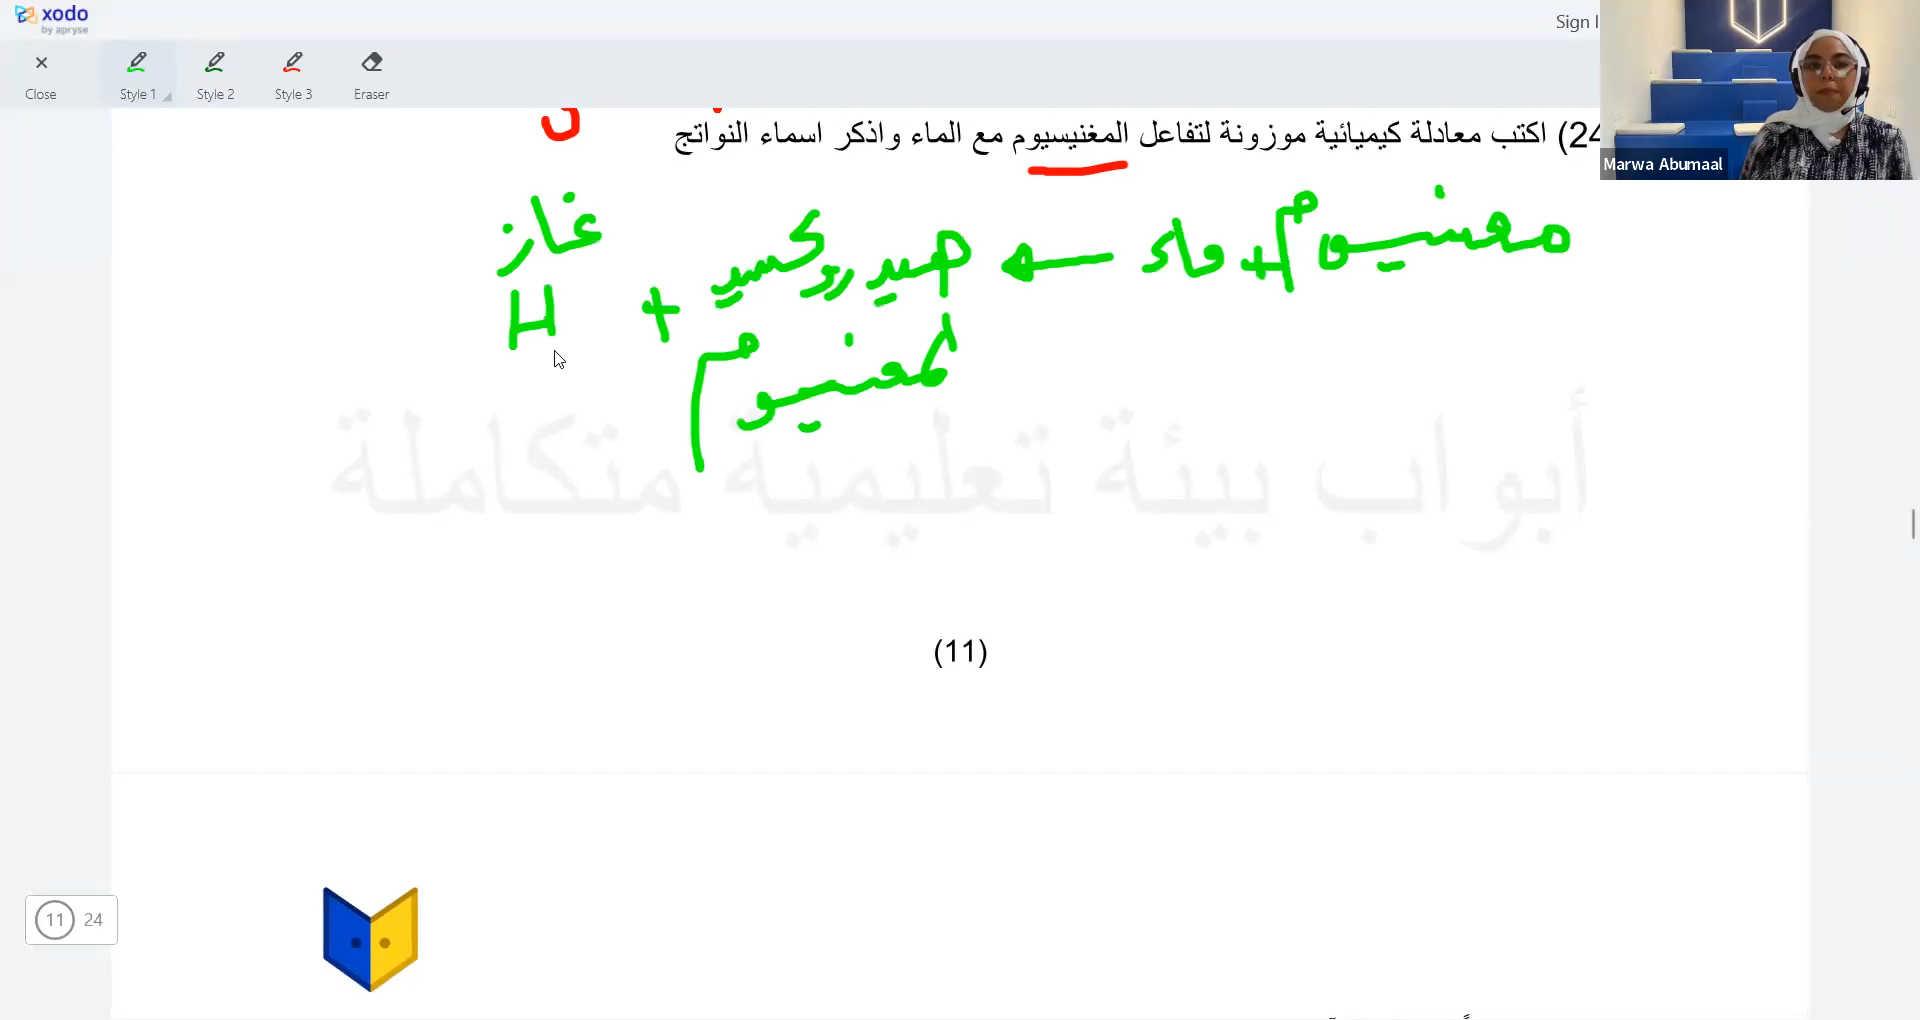 xodo
by apryse
Sign I
Close
Style 1
Style 2
Style 3
Eraser
Marwa Abumaal
24) اكتب معادلة كيميائية موزونة لتفاعل المغنيسيوم مع الماء واذكر اسماء النواتج
مغنيسيوم + ماء ← هيدروكسيد + غاز
المغنيسيوم H
أبواب بيئة تعليمية متكاملة
(11)
11 24